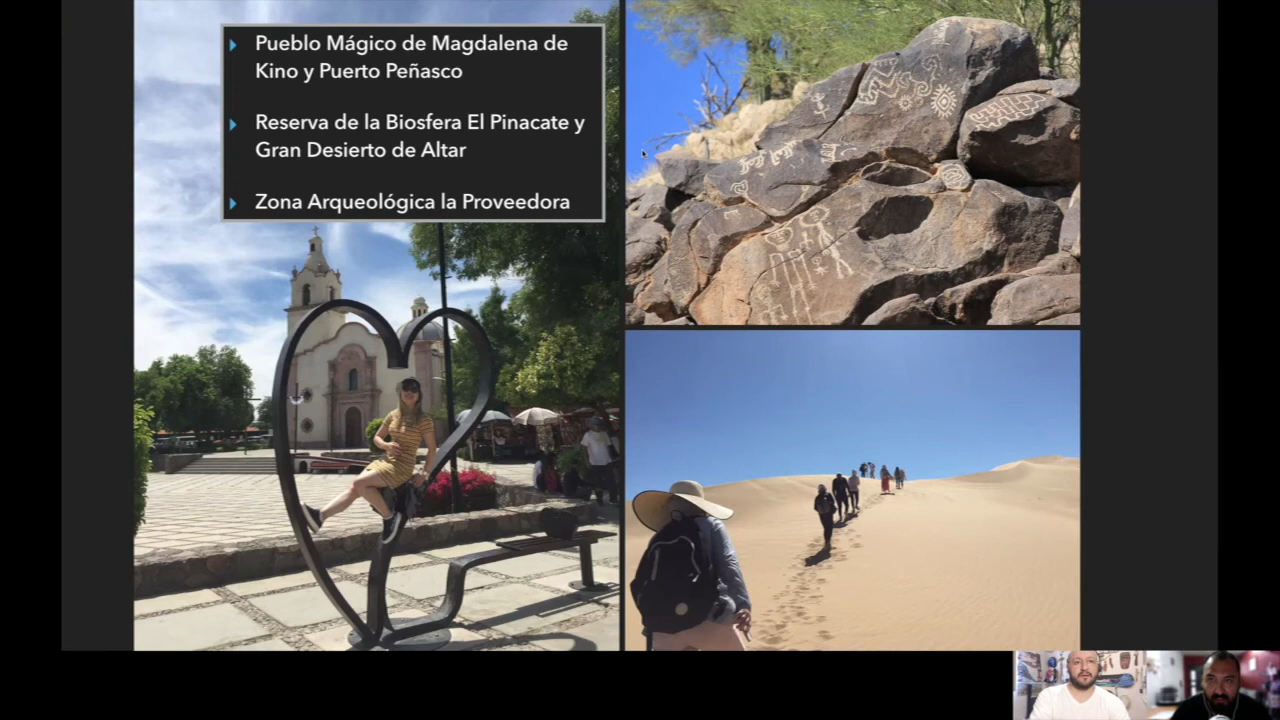 Pueblo Mágico de Magdalena de
Kino y Puerto Peñasco
Reserva de la Biosfera El Pinacate y
Gran Desierto de Altar
Zona Arqueológica la Proveedora